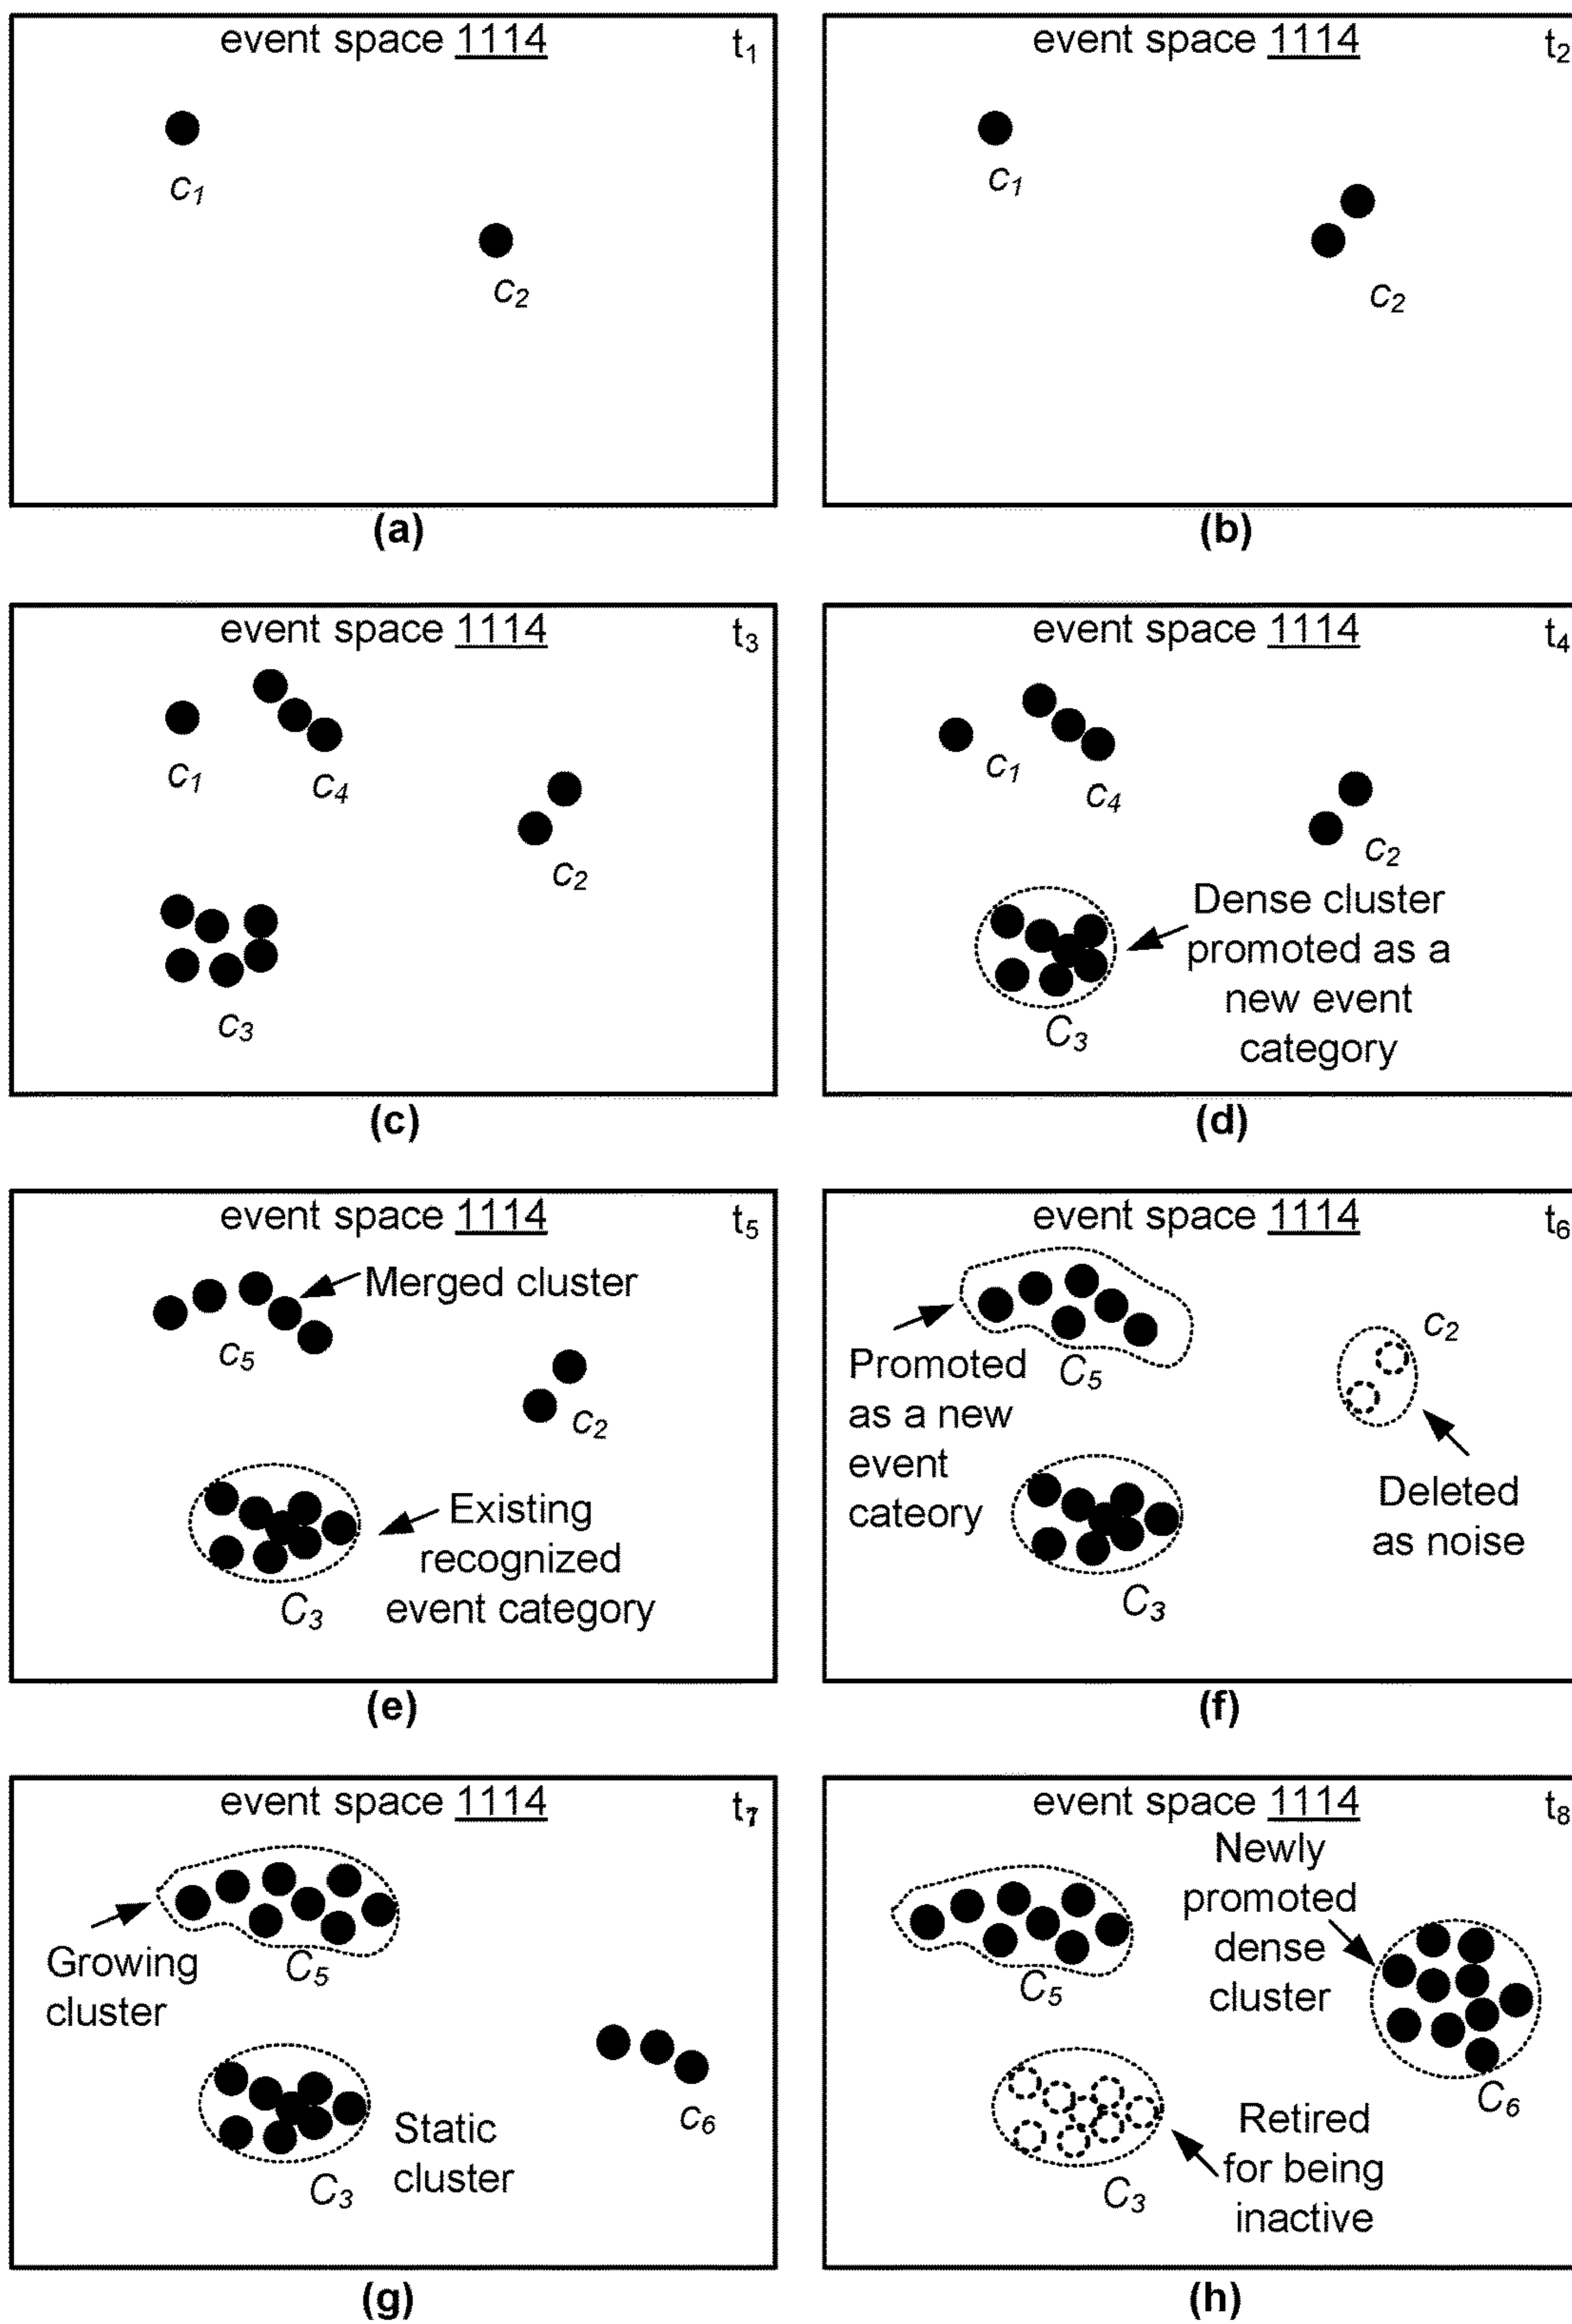 event space 1114 t1
c1
c2
(a)
event space 1114 t2
c1
c2
(b)
event space 1114 t3
c1
c4
c2
c3
(c)
event space 1114 t4
c1
c4
c2
Dense cluster
promoted as a
new event
category
C3
(d)
event space 1114 t5
Merged cluster
c5
c2
Existing
recognized
event category
C3
(e)
event space 1114 t6
c2
Promoted
as a new
event
cateory
C5
Deleted
as noise
C3
(f)
event space 1114 t7
Growing
cluster
C5
c6
Static
cluster
C3
(g)
event space 1114 t8
Newly
promoted
dense
cluster
C5
C6
Retired
for being
inactive
C3
(h)